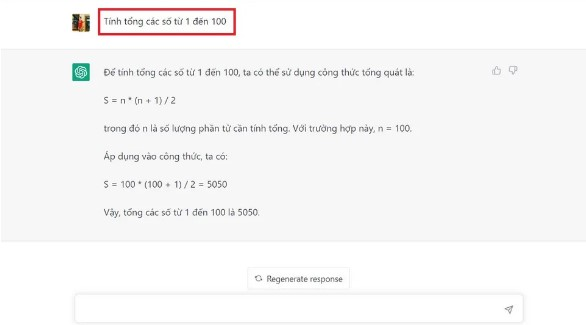 Tính tổng các số từ 1 đến 100
Để tính tổng các số từ 1 đến 100, ta có thể sử dụng công thức tổng quát là:
S = n * (n + 1) / 2
trong đó n là số lượng phần tử cần tính tổng. Với trường hợp này, n = 100.
Áp dụng vào công thức, ta có:
S = 100 * (100 + 1) / 2 = 5050
Vậy, tổng các số từ 1 đến 100 là 5050.
Regenerate response